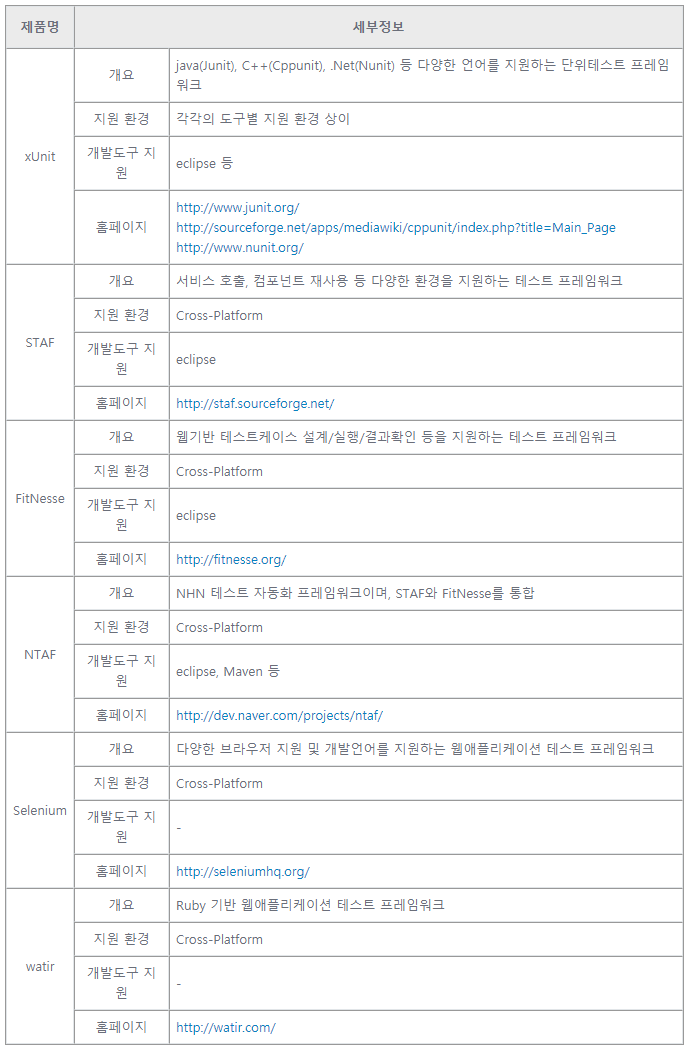 제품명 세부정보
xUnit
개요
java(Junit), C++(Cppunit), .Net(Nunit) 등 다양한 언어를 지원하는 단위테스트 프레임
워크
지원 환경
각각의 도구별 지원 환경 상이
개발도구 지
원
eclipse 등
홈페이지
http://www.junit.org/
http://sourceforge.net/apps/mediawiki/cppunit/index.php?title=Main_Page
http://www.nunit.org/
STAF
개요
서비스 호출, 컴포넌트 재사용 등 다양한 환경을 지원하는 테스트 프레임워크
지원 환경
Cross-Platform
개발도구 지
원
eclipse
홈페이지
http://staf.sourceforge.net/
FitNesse
개요
웹기반 테스트케이스 설계/실행/결과확인 등을 지원하는 테스트 프레임워크
지원 환경
Cross-Platform
개발도구 지
원
eclipse
홈페이지
http://fitnesse.org/
NTAF
개요
NHN 테스트 자동화 프레임워크이며, STAF와 FitNesse를 통합
지원 환경
Cross-Platform
개발도구 지
원
eclipse, Maven 등
홈페이지
http://dev.naver.com/projects/ntaf/
Selenium
개요
다양한 브라우저 지원 및 개발언어를 지원하는 웹애플리케이션 테스트 프레임워크
지원 환경
Cross-Platform
개발도구 지
원
-
홈페이지
http://seleniumhq.org/
watir
개요
Ruby 기반 웹애플리케이션 테스트 프레임워크
지원 환경
Cross-Platform
개발도구 지
원
-
홈페이지
http://watir.com/